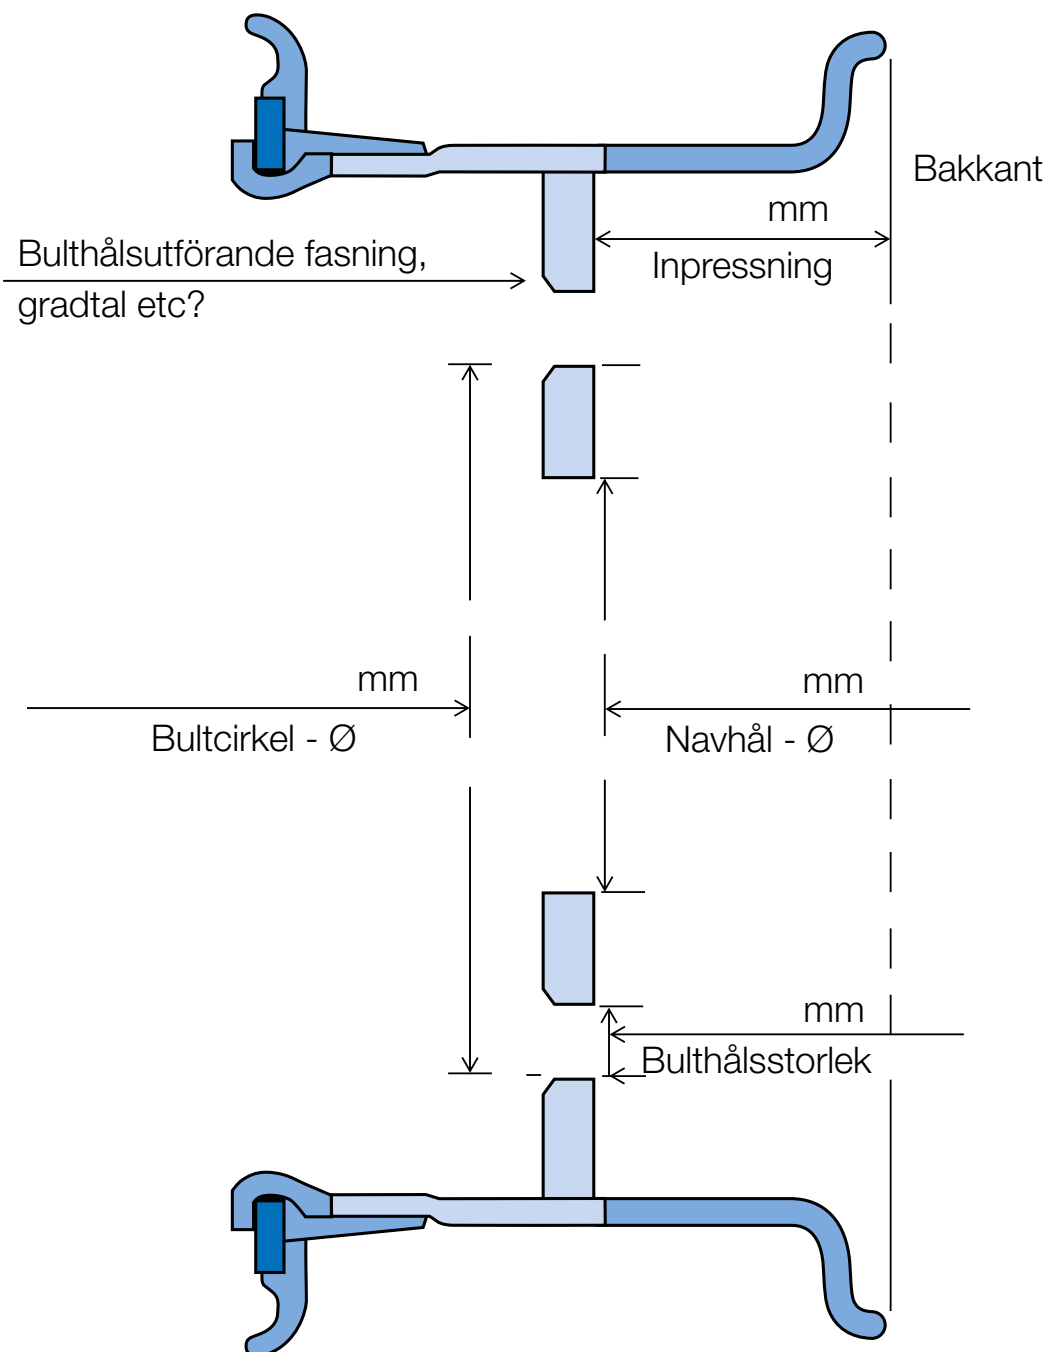 Bakkant
mm
Inpressning
Bulthålsutförande fasning,
gradtal etc?
mm
Bultcirkel - Ø
mm
Navhål - Ø
mm
Bulthålsstorlek